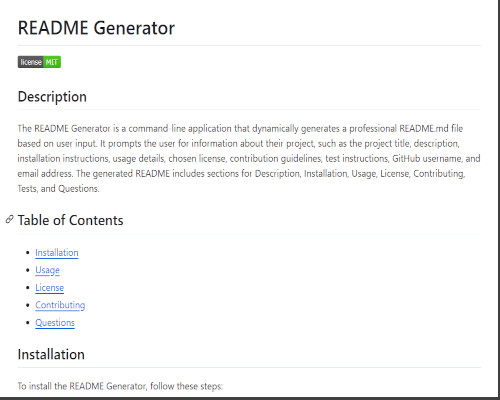 README Generator
license MIT
Description
The README Generator is a command-line application that dynamically generates a professional README.md file
based on user input. It prompts the user for information about their project, such as the project title, description,
installation instructions, usage details, chosen license, contribution guidelines, test instructions, GitHub username, and
email address. The generated README includes sections for Description, Installation, Usage, License, Contributing,
Tests, and Questions.
Table of Contents
Installation
Usage
License
Contributing
Questions
Installation
To install the README Generator, follow these steps: